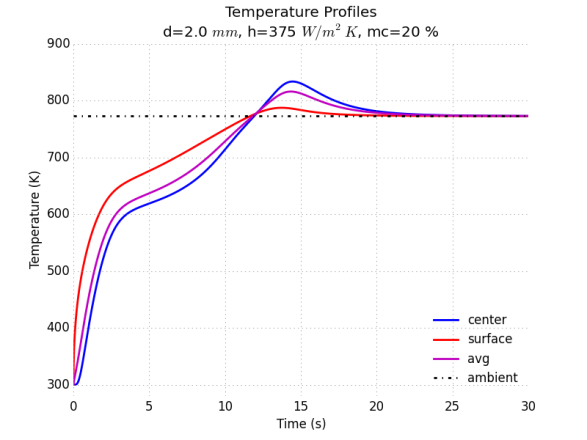 Temperature Profiles
d=2.0 mm, h=375 W/m² K, mc=20 %
900
800
700
600
500
400
300
Temperature (K)
center
surface
avg
ambient
0 5 10 15 20 25 30
Time (s)